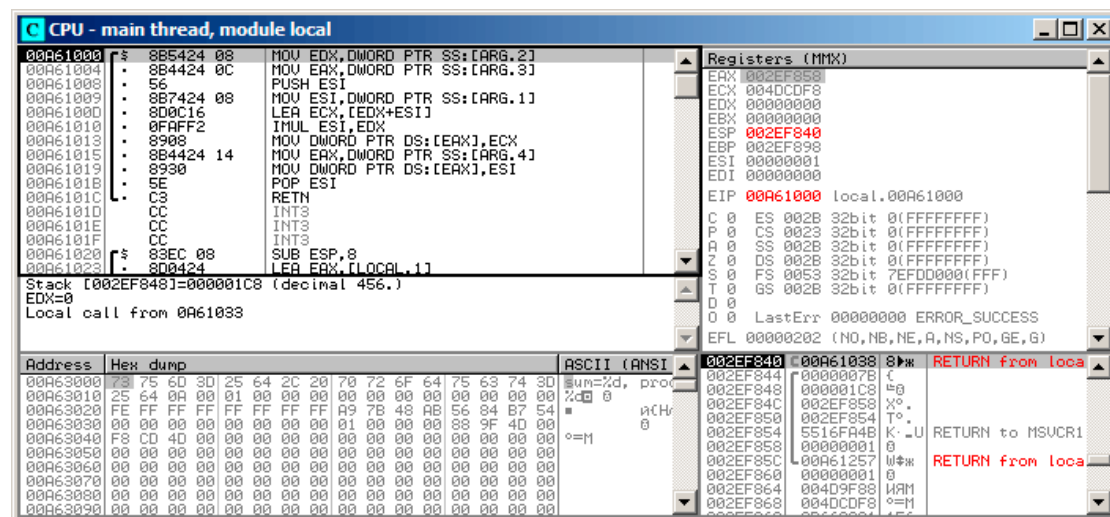 CPU - main thread, module local
00A61000 $ 8B5424 08 MOV EDX,DWORD PTR SS:[ARG.2]
00A61004 . 8B4424 0C MOV EAX,DWORD PTR SS:[ARG.3]
00A61008 . 56 PUSH ESI
00A61009 . 8B7424 08 MOV ESI,DWORD PTR SS:[ARG.1]
00A6100D . 8D0C16 LEA ECX,[EDX+ESI]
00A61010 . 0FAFF2 IMUL ESI,EDX
00A61013 . 8908 MOV DWORD PTR DS:[EAX],ECX
00A61015 . 8B4424 14 MOV EAX,DWORD PTR SS:[ARG.4]
00A61019 . 8930 MOV DWORD PTR DS:[EAX],ESI
00A6101B . 5E POP ESI
00A6101C . C3 RETN
00A6101D CC INT3
00A6101E CC INT3
00A6101F CC INT3
00A61020 $ 83EC 08 SUB ESP,8
00A61023 . 8D0424 LEA EAX,[LOCAL.1]
Stack [002EF848]=000001C8 (decimal 456.)
EDX=0
Local call from 0A61033
Registers (MMX)
EAX 002EF858
ECX 004DCDF8
EDX 00000000
EBX 00000000
ESP 002EF840
EBP 002EF898
ESI 00000001
EDI 00000000
EIP 00A61000 local.00A61000
C 0 ES 002B 32bit 0(FFFFFFFF)
P 0 CS 0023 32bit 0(FFFFFFFF)
A 0 SS 002B 32bit 0(FFFFFFFF)
Z 0 DS 002B 32bit 0(FFFFFFFF)
S 0 FS 0053 32bit 7EFDD000(FFF)
T 0 GS 002B 32bit 0(FFFFFFFF)
D 0
O 0 LastErr 00000000 ERROR_SUCCESS
EFL 00000202 (NO,NB,NE,A,NS,PO,GE,G)
Address Hex dump ASCII (ANSI
00A63000 73 75 6D 3D 25 64 2C 20 70 72 6F 64 75 63 74 3D sum=%d, proc
00A63010 25 64 0A 00 01 00 00 00 00 00 00 00 00 00 00 00 %d
00A63020 FE FF FF FF FF FF FF FF A9 7B 48 AB 56 84 B7 54
00A63030 00 00 00 00 00 00 00 00 01 00 00 00 88 9F 4D 00
00A63040 F8 CD 4D 00 00 00 00 00 00 00 00 00 00 00 00 00 °=M
00A63050 00 00 00 00 00 00 00 00 00 00 00 00 00 00 00 00
00A63060 00 00 00 00 00 00 00 00 00 00 00 00 00 00 00 00
00A63070 00 00 00 00 00 00 00 00 00 00 00 00 00 00 00 00
00A63080 00 00 00 00 00 00 00 00 00 00 00 00 00 00 00 00
00A63090 00 00 00 00 00 00 00 00 00 00 00 00 00 00 00 00
002EF840 00A61038 8►ж RETURN from loca
002EF844 0000007B {
002EF848 000001C8
002EF84C 002EF858 X°.
002EF850 002EF854 T°.
002EF854 5516FA4B RETURN to MSVCR1
002EF858 00000001
002EF85C 00A61257 W↕ж RETURN from loca
002EF860 00000001
002EF864 004D9F88 ИЯM
002EF868 004DCDF8 °=M